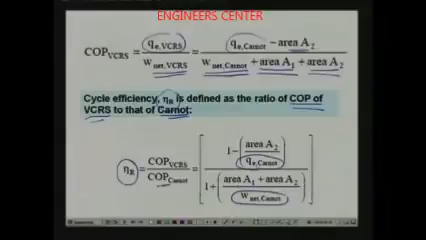 ENGINEERS CENTER
COP_VCRS = q_e,VCRS / w_net,VCRS = (q_e,Carnot − area A_2) / (w_net,Carnot + area A_1 + area A_2)
Cycle efficiency, η_R is defined as the ratio of COP of
VCRS to that of Carnot:
η_R = COP_VCRS / COP_Carnot = [ (1 − (area A_2 / q_e,Carnot)) / (1 + ((area A_1 + area A_2) / w_net,Carnot)) ]